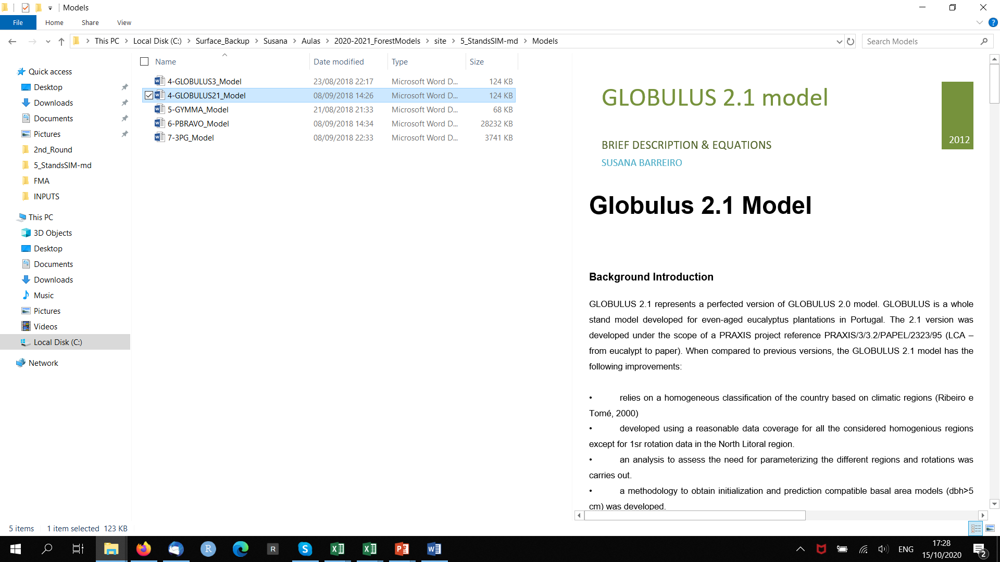 Models
File Home Share View
This PC Local Disk (C:) Surface_Backup Susana Aulas 2020-2021_ForestModels site 5_StandsSIM-md Models
Search Models
Quick access
Desktop
Downloads
Documents
Pictures
2nd_Round
5_StandsSIM-md
FMA
INPUTS
This PC
3D Objects
Desktop
Documents
Downloads
Music
Pictures
Videos
Local Disk (C:)
Network
Name Date modified Type Size
4-GLOBULUS3_Model 23/08/2018 22:17 Microsoft Word D... 124 KB
4-GLOBULUS21_Model 08/09/2018 14:26 Microsoft Word D... 124 KB
5-GYMMA_Model 21/08/2018 21:33 Microsoft Word D... 68 KB
6-PBRAVO_Model 08/09/2018 14:34 Microsoft Word D... 28232 KB
7-3PG_Model 08/09/2018 22:33 Microsoft Word D... 3741 KB
GLOBULUS 2.1 model
2012
BRIEF DESCRIPTION & EQUATIONS
SUSANA BARREIRO
Globulus 2.1 Model
Background Introduction
GLOBULUS 2.1 represents a perfected version of GLOBULUS 2.0 model. GLOBULUS is a whole
stand model developed for even-aged eucalyptus plantations in Portugal. The 2.1 version was
developed under the scope of a PRAXIS project reference PRAXIS/3/3.2/PAPEL/2323/95 (LCA –
from eucalypt to paper). When compared to previous versions, the GLOBULUS 2.1 model has the
following improvements:
• relies on a homogeneous classification of the country based on climatic regions (Ribeiro e
Tomé, 2000)
• developed using a reasonable data coverage for all the considered homogenious regions
except for 1sr rotation data in the North Litoral region.
• an analysis to assess the need for parameterizing the different regions and rotations was
carries out.
• a methodology to obtain initialization and prediction compatible basal area models (dbh>5
cm) was developed.
5 items 1 item selected 123 KB
R R S
ENG
17:28
15/10/2020
2